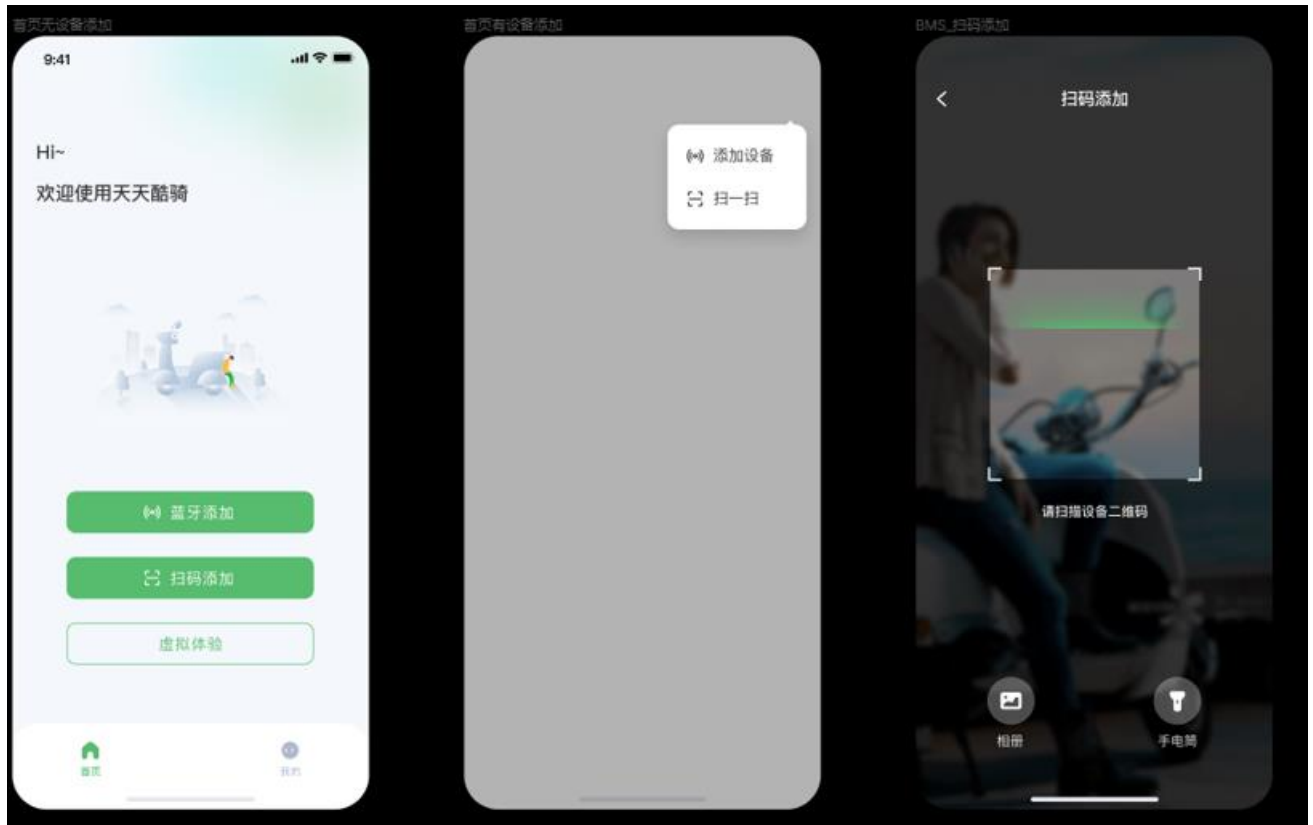 首页无设备添加
9:41
Hi~
欢迎使用天天酷骑
蓝牙添加
扫码添加
虚拟体验
首页
我的
首页有设备添加
添加设备
扫一扫
BMS_扫码添加
扫码添加
请扫描设备二维码
相册
手电筒